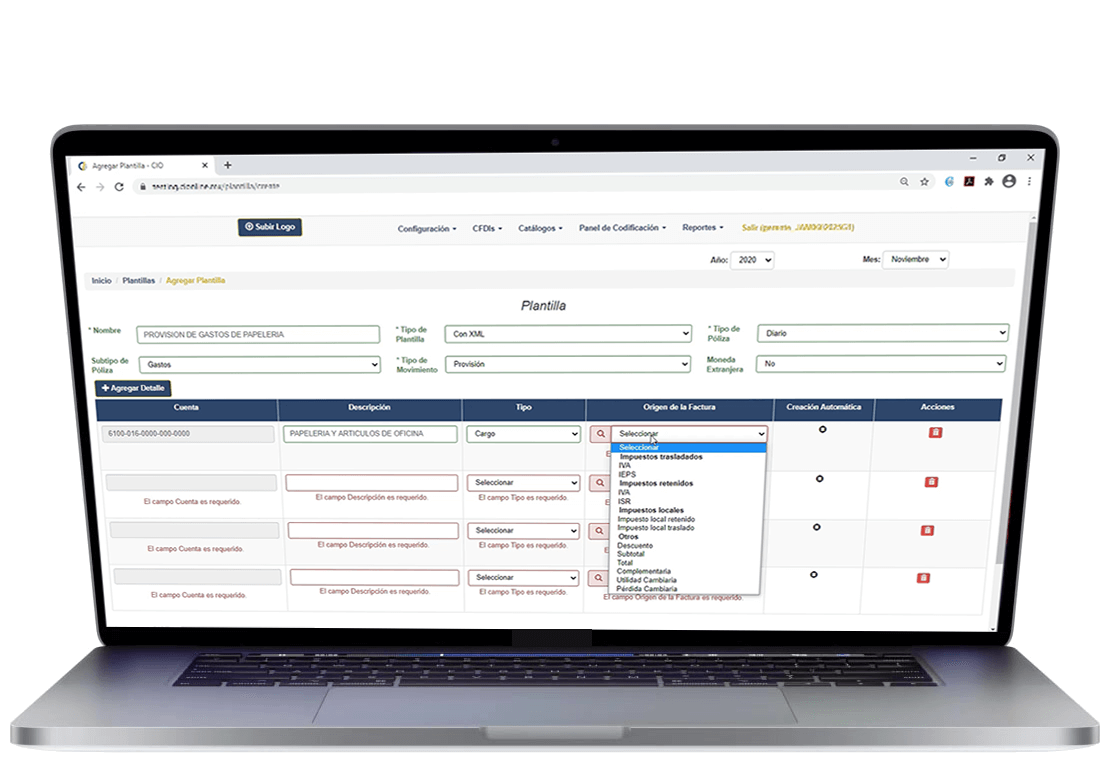 Agregar Plantilla - CIO
testing.cionline.mx/plantilla/create
Subir Logo
Configuración CFDIs Catálogos Panel de Codificación Reportes Salir (gerente
Año: 2020 Mes: Noviembre
Inicio / Plantillas / Agregar Plantilla
Plantilla
* Nombre PROVISION DE GASTOS DE PAPELERIA * Tipo de Plantilla Con XML * Tipo de Póliza Diario
Subtipo de Póliza Gastos * Tipo de Movimiento Provisión Moneda Extranjera No
+ Agregar Detalle
Cuenta Descripción Tipo Origen de la Factura Creación Automática Acciones
6100-016-0000-000-0000 PAPELERIA Y ARTICULOS DE OFICINA Cargo Seleccionar
Seleccionar
Impuestos trasladados
IVA
IEPS
Impuestos retenidos
IVA
ISR
Impuestos locales
Impuesto local retenido
Impuesto local traslado
Otros
Descuento
Subtotal
Total
Complementaria
Utilidad Cambiaria
Pérdida Cambiaria
Seleccionar
El campo Cuenta es requerido. El campo Descripción es requerido. El campo Tipo es requerido.
Seleccionar
El campo Cuenta es requerido. El campo Descripción es requerido. El campo Tipo es requerido.
Seleccionar
El campo Cuenta es requerido. El campo Descripción es requerido. El campo Tipo es requerido. El campo Origen de la Factura es requerido.